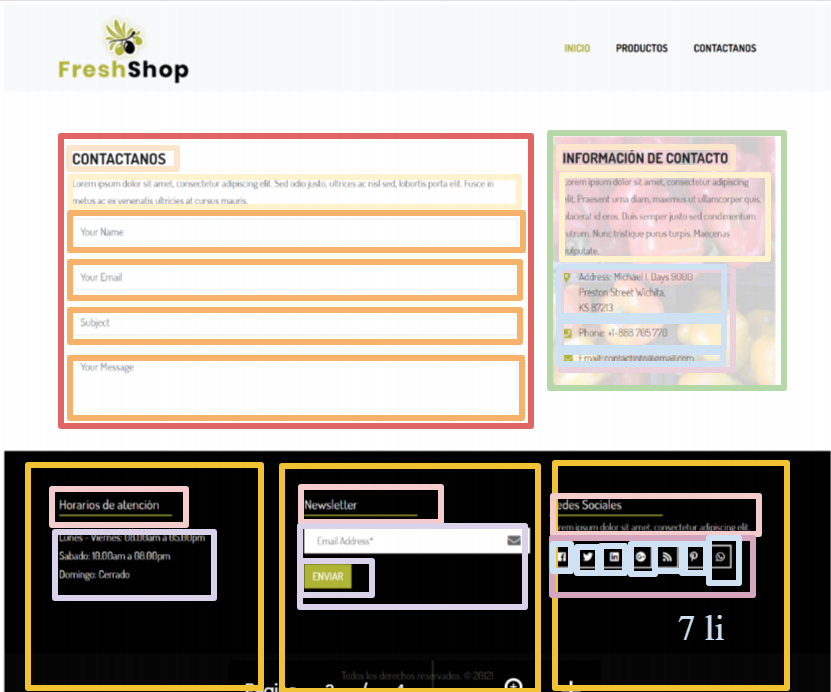 FreshShop
INICIO PRODUCTOS CONTACTANOS
CONTACTANOS
Lorem ipsum dolor sit amet, consectetur adipiscing elit. Sed odio justo, ultrices ac nisl sed, lobortis porta elit. Fusce in
metus ac ex venenatis ultricies at cursus mauris.
Your Name
Your Email
Subject
Your Message
INFORMACIÓN DE CONTACTO
Lorem ipsum dolor sit amet, consectetur adipiscing
elit. Praesent urna diam, maximus ut ullamcorper quis,
placerat id eros. Duis semper justo sed condimentum
rutrum. Nunc tristique purus turpis. Maecenas
vulputate.
Address: Michael I. Days 9000
Preston Street Wichita,
KS 87213
Phone: +1-888 705 770
Email: contactinfo@gmail.com
Horarios de atención
Lunes - Viernes: 08.00am a 05.00pm
Sabado: 10.00am a 08.00pm
Domingo: Cerrado
Newsletter
Email Address*
ENVIAR
Redes Sociales
Lorem ipsum dolor sit amet, consectetur adipiscing elit.
7 li
Todos los derechos reservados. ©